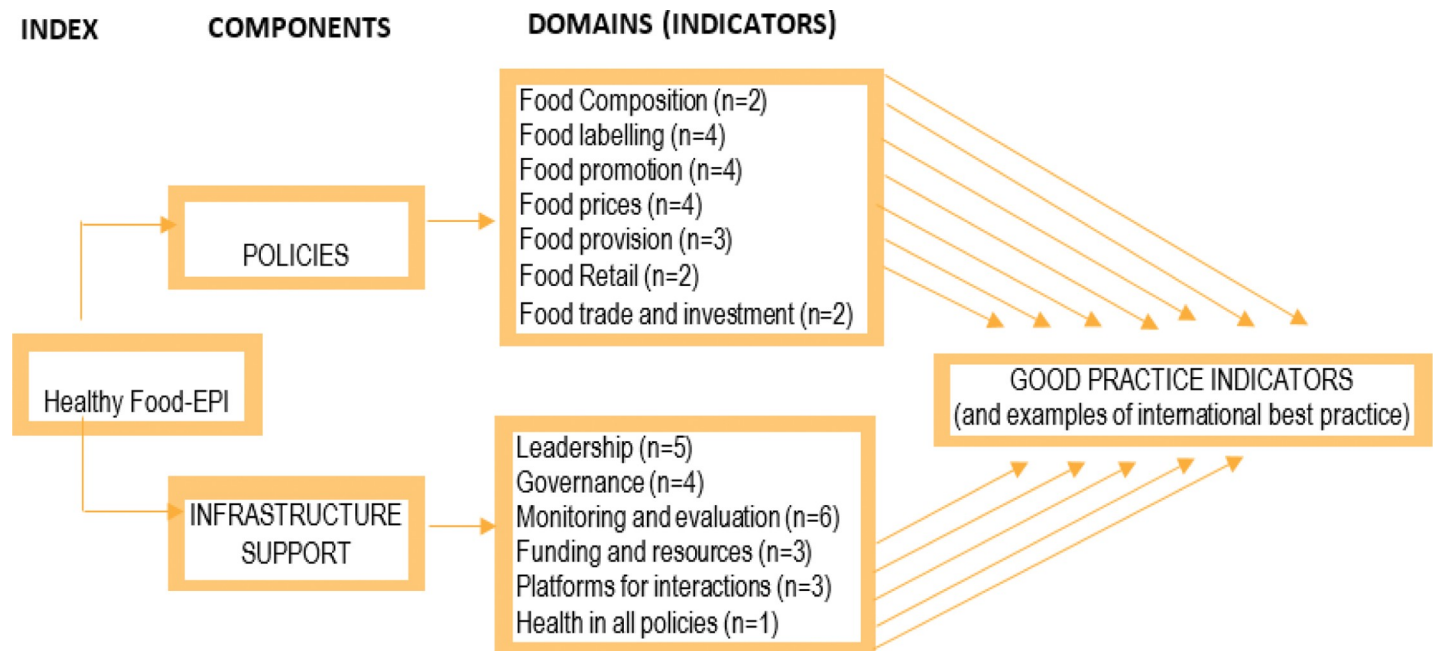 INDEX
COMPONENTS
DOMAINS (INDICATORS)
Food Composition (n=2)
Food labelling (n=4)
Food promotion (n=4)
Food prices (n=4)
Food provision (n=3)
Food Retail (n=2)
Food trade and investment (n=2)
POLICIES
Healthy Food-EPI
INFRASTRUCTURE
SUPPORT
Leadership (n=5)
Governance (n=4)
Monitoring and evaluation (n=6)
Funding and resources (n=3)
Platforms for interactions (n=3)
Health in all policies (n=1)
GOOD PRACTICE INDICATORS
(and examples of international best practice)